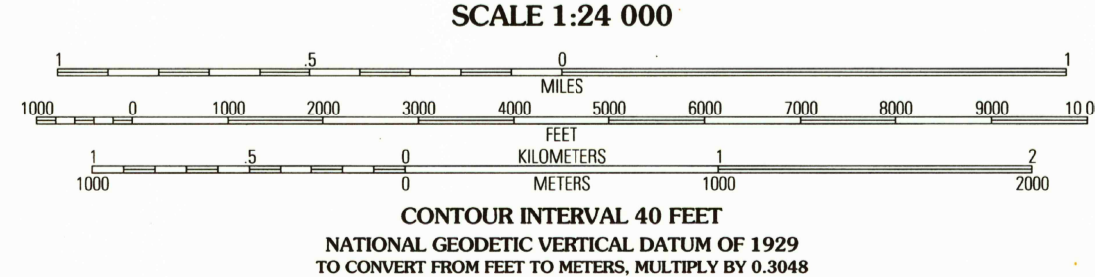 SCALE 1:24 000
1 .5 0 1
MILES
1000 0 1000 2000 3000 4000 5000 6000 7000 8000 9000 10 0
FEET
1 .5 0 KILOMETERS 1 2
1000 0 METERS 1000 2000
CONTOUR INTERVAL 40 FEET
NATIONAL GEODETIC VERTICAL DATUM OF 1929
TO CONVERT FROM FEET TO METERS, MULTIPLY BY 0.3048